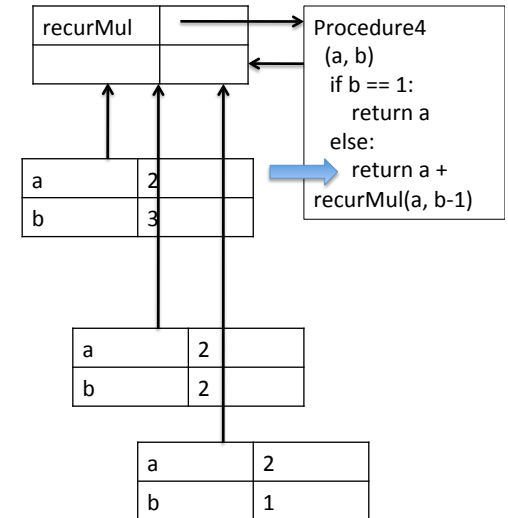 recurMul
Procedure4
(a, b)
if b == 1:
return a
else:
return a +
recurMul(a, b-1)
a 2
b 3
a 2
b 2
a 2
b 1